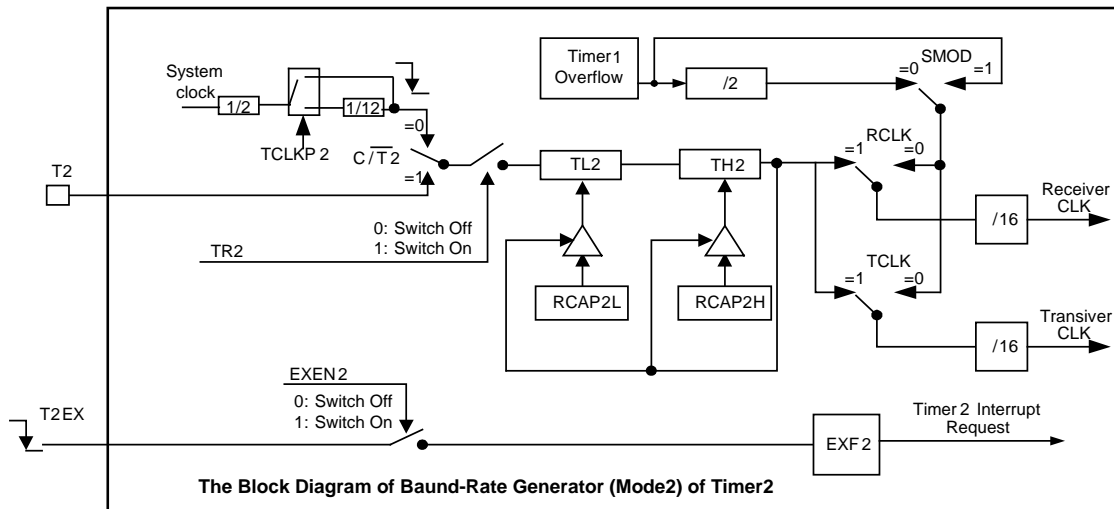 System
clock
1/2
1/12
TCLKP2
=0
C/T2
=1
T2
TR2
0: Switch Off
1: Switch On
Timer1
Overflow
/2
=0
SMOD
=1
TL2
TH2
RCAP2L
RCAP2H
=1
RCLK
=0
/16
Receiver
CLK
TCLK
=1
=0
/16
Transiver
CLK
EXEN2
0: Switch Off
1: Switch On
T2EX
EXF2
Timer 2 Interrupt
Request
The Block Diagram of Baund-Rate Generator (Mode2) of Timer2